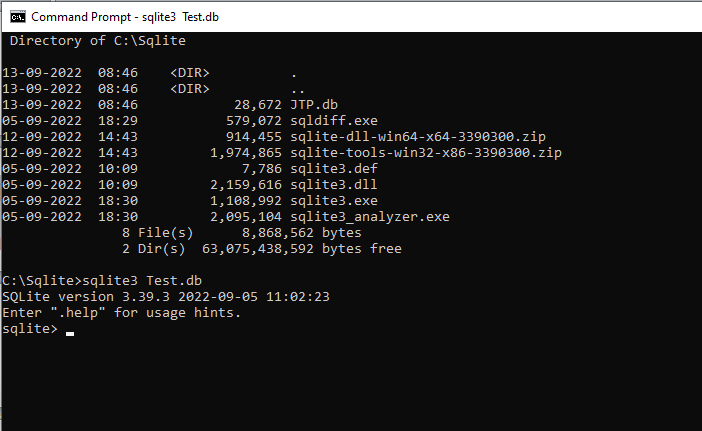 Command Prompt - sqlite3 Test.db
Directory of C:\Sqlite
13-09-2022 08:46 <DIR> .
13-09-2022 08:46 <DIR> ..
13-09-2022 08:46 28,672 JTP.db
05-09-2022 18:29 579,072 sqldiff.exe
12-09-2022 14:43 914,455 sqlite-dll-win64-x64-3390300.zip
12-09-2022 14:43 1,974,865 sqlite-tools-win32-x86-3390300.zip
05-09-2022 10:09 7,786 sqlite3.def
05-09-2022 10:09 2,159,616 sqlite3.dll
05-09-2022 18:30 1,108,992 sqlite3.exe
05-09-2022 18:30 2,095,104 sqlite3_analyzer.exe
8 File(s) 8,868,562 bytes
2 Dir(s) 63,075,438,592 bytes free
C:\Sqlite>sqlite3 Test.db
SQLite version 3.39.3 2022-09-05 11:02:23
Enter ".help" for usage hints.
sqlite>